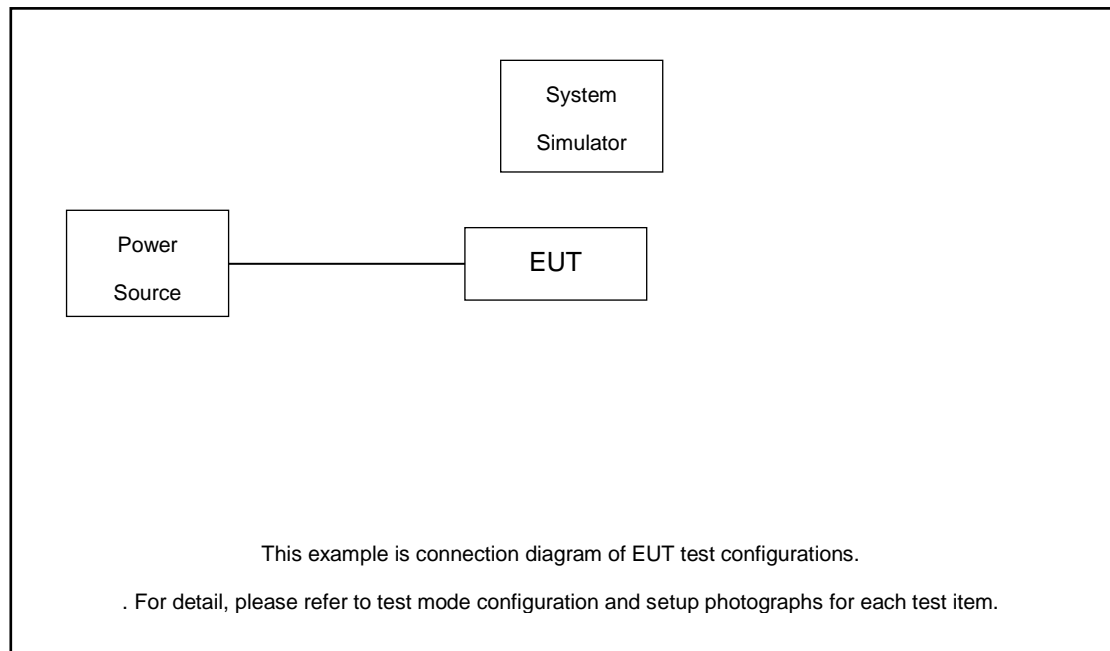 System
Simulator
Power
Source
EUT
This example is connection diagram of EUT test configurations.
. For detail, please refer to test mode configuration and setup photographs for each test item.